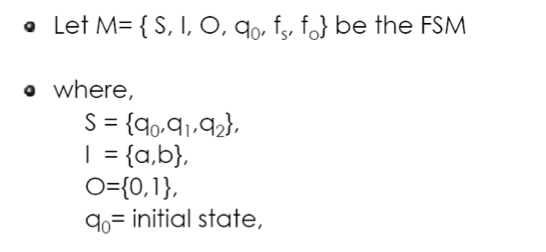 • Let M= { S, I, O, q₀, fₛ, fₒ} be the FSM
• where,
S = {q₀,q₁,q₂},
I = {a,b},
O={0,1},
q₀= initial state,